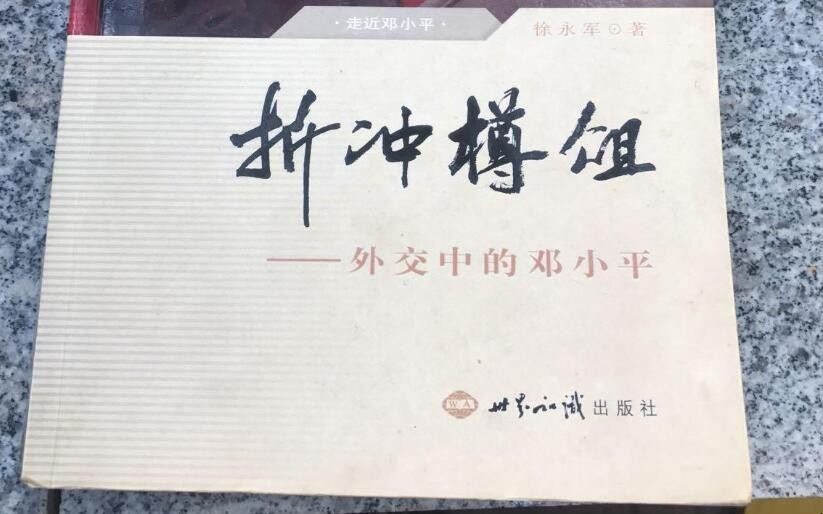 ·走近邓小平·
徐永军⊙著
折冲樽俎
——外交中的邓小平
WA
世界知识出版社